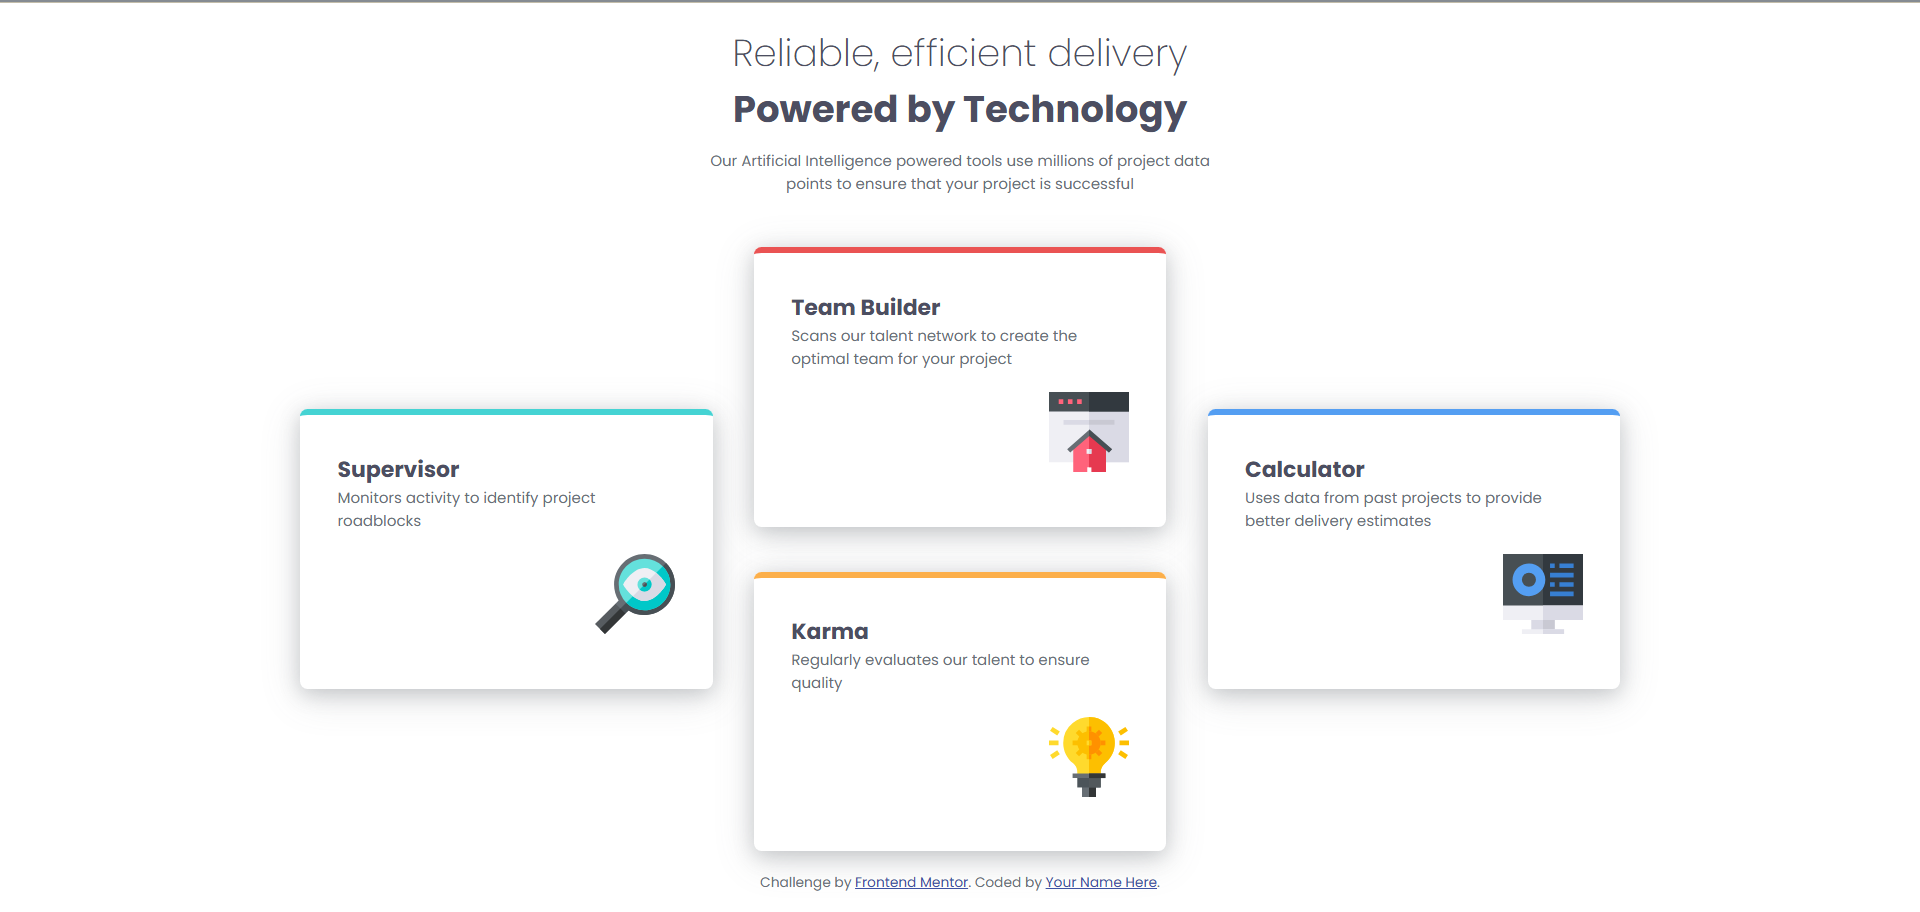 Reliable, efficient delivery
Powered by Technology
Our Artificial Intelligence powered tools use millions of project data
points to ensure that your project is successful
Supervisor
Monitors activity to identify project
roadblocks
Team Builder
Scans our talent network to create the
optimal team for your project
Karma
Regularly evaluates our talent to ensure
quality
Calculator
Uses data from past projects to provide
better delivery estimates
Challenge by Frontend Mentor. Coded by Your Name Here.